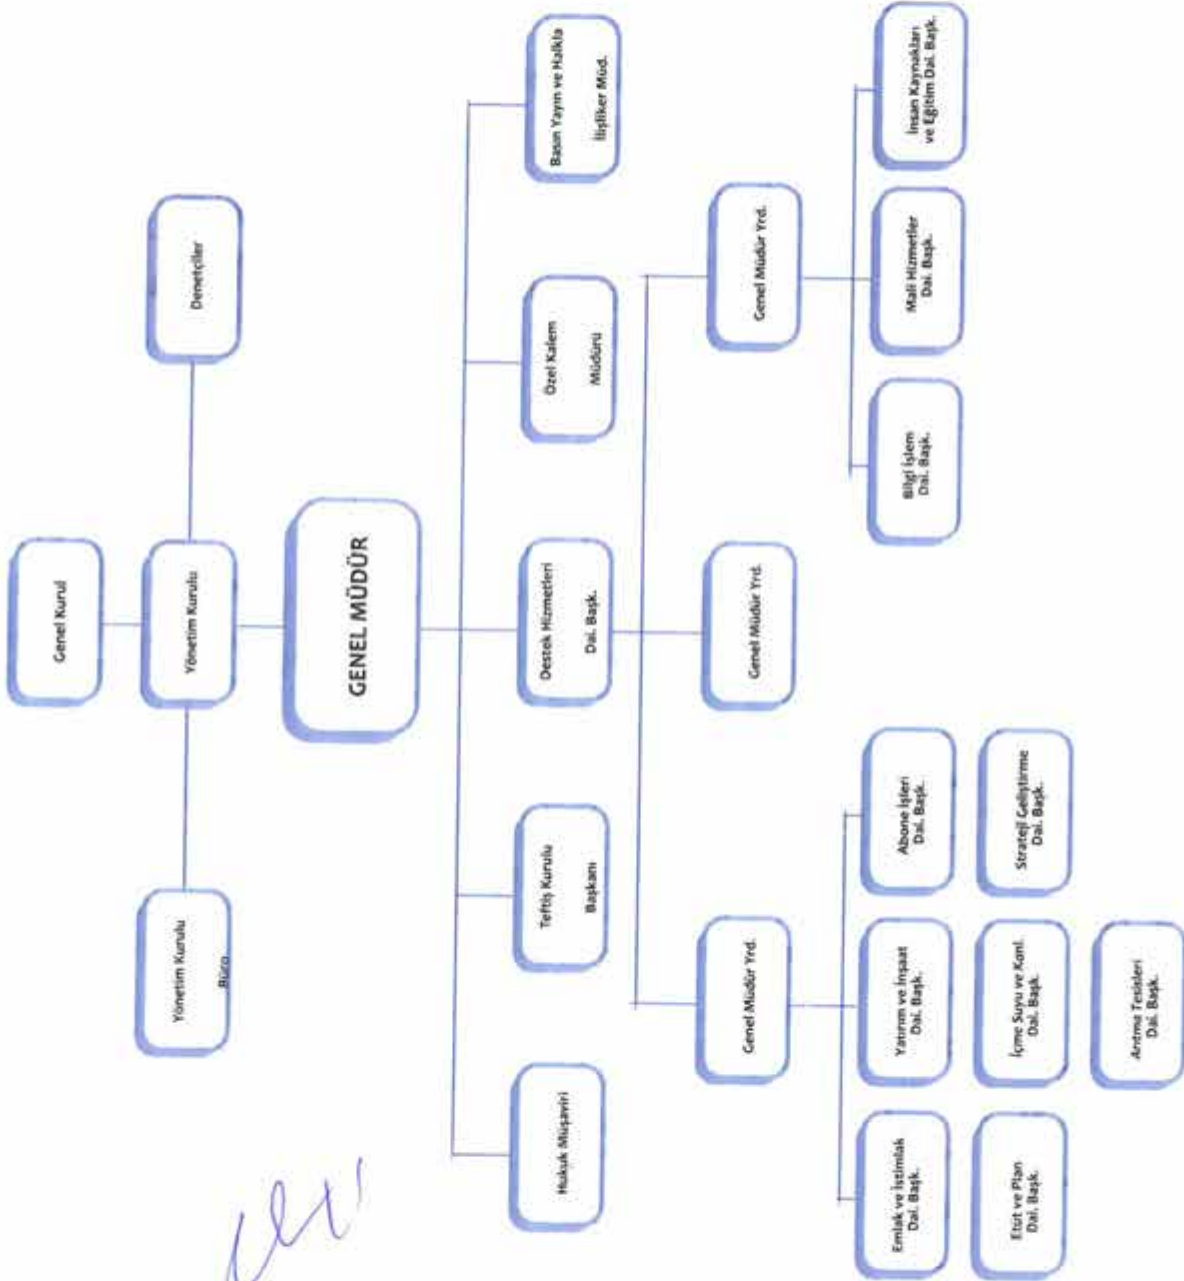 Genel Kurul
Yönetim Kurulu
Büro
Yönetim Kurulu
Denetçiler
GENEL MÜDÜR
Hukuk Müşaviri
Teftiş Kurulu
Başkanı
Destek Hizmetleri
Dai. Başk.
Özel Kalem
Müdürü
Basın Yayın ve Halkla
İlişliker Müd.
Genel Müdür Yrd.
Genel Müdür Yrd.
Genel Müdür Yrd.
Emlak ve İstimlak
Dai. Başk.
Yatırım ve İnşaat
Dai. Başk.
Abone İşleri
Dai. Başk.
Bilgi İşlem
Dai. Başk.
Mali Hizmetler
Dai. Başk.
İnsan Kaynakları
ve Eğitim Dai. Başk.
Etüt ve Plan
Dai. Başk.
İçme Suyu ve Kanl.
Dai. Başk.
Strateji Geliştirme
Dai. Başk.
Arıtma Tesisleri
Dai. Başk.